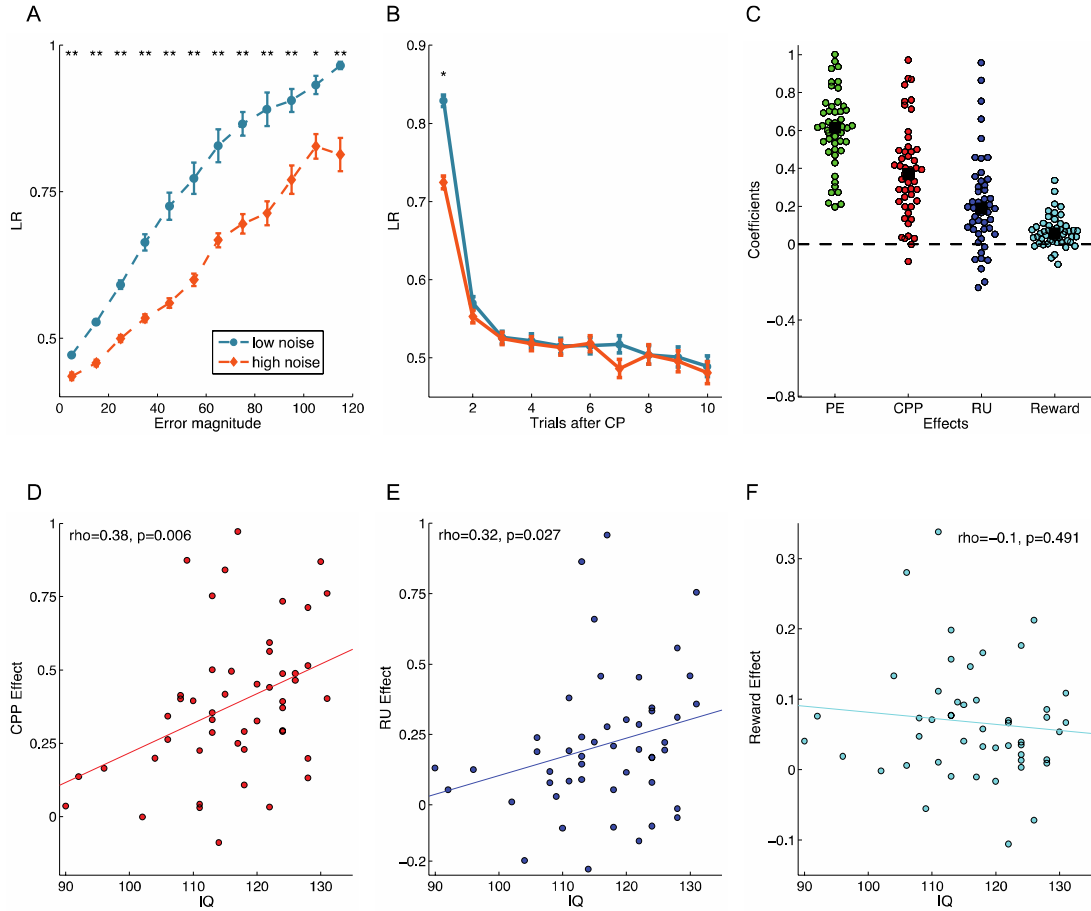 A
** ** ** ** ** ** ** ** ** ** * **
1
0.75
0.5
LR
0 20 40 60 80 100 120
Error magnitude
low noise
high noise
B
*
0.9
0.8
0.7
0.6
0.5
LR
2 4 6 8 10
Trials after CP
C
1
0.8
0.6
0.4
0.2
0
−0.4
−0.8
Coefficients
PE CPP RU Reward
Effects
D
rho=0.38, p=0.006
1
0.75
0.5
0.25
0
CPP Effect
90 100 110 120 130
IQ
E
rho=0.32, p=0.027
1
0.75
0.5
0.25
0
−0.2
RU Effect
90 100 110 120 130
IQ
F
rho=−0.1, p=0.491
0.3
0.2
0.1
0
−0.1
Reward Effect
90 100 110 120 130
IQ